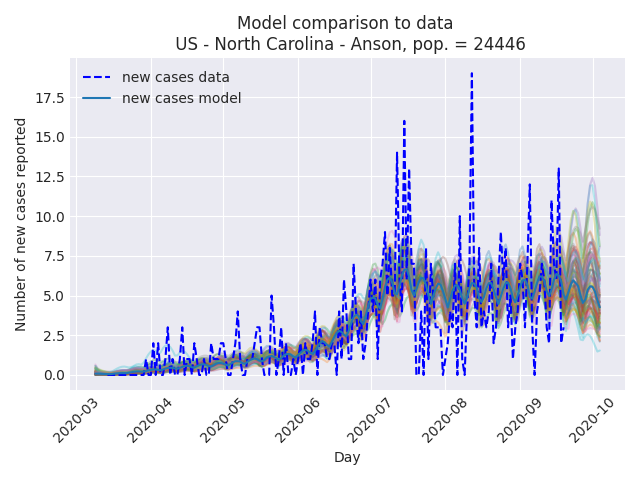 Model comparison to data
US - North Carolina - Anson, pop. = 24446
new cases data
new cases model
Number of new cases reported
17.5
15.0
12.5
10.0
7.5
5.0
2.5
0.0
2020-03
2020-04
2020-05
2020-06
2020-07
2020-08
2020-09
2020-10
Day